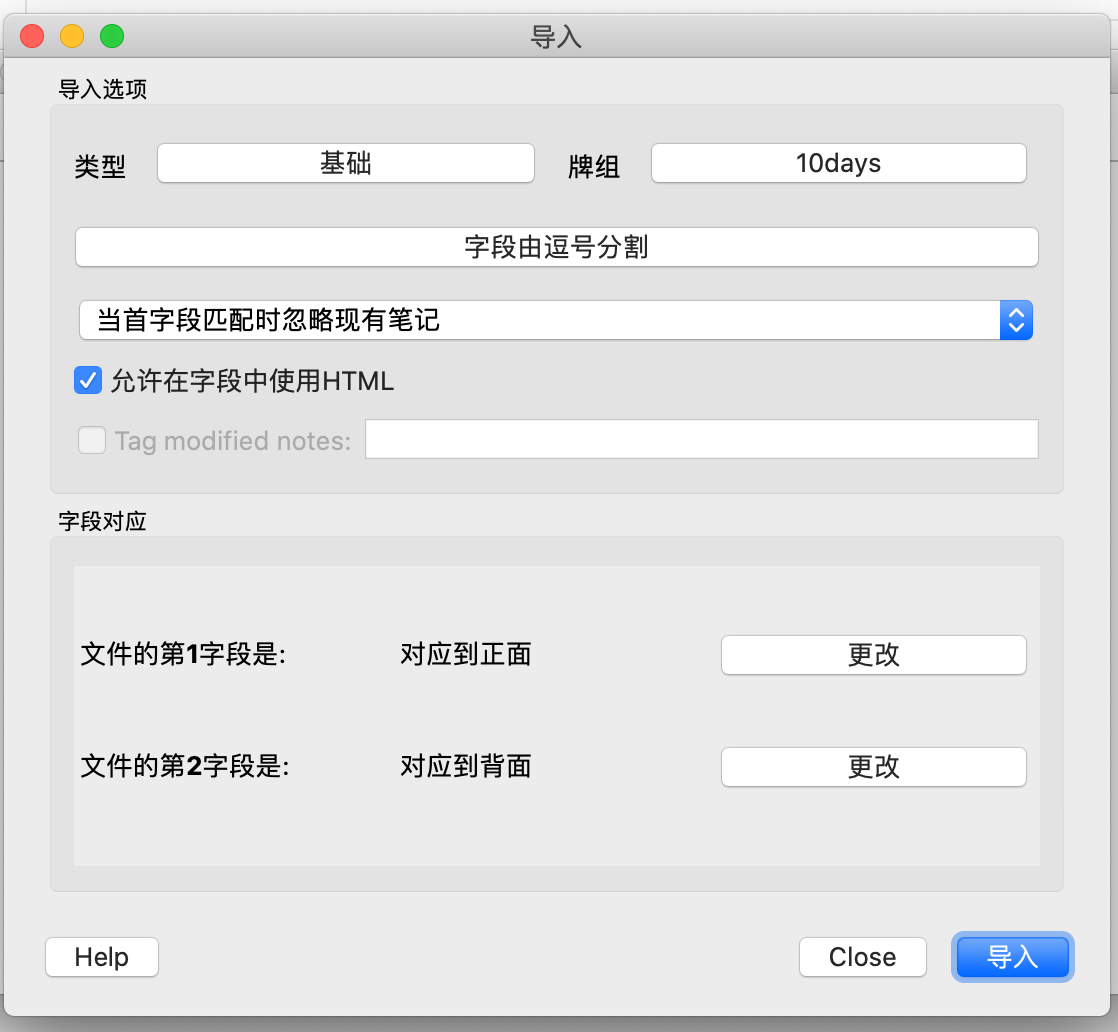 导入
导入选项
类型 基础 牌组 10days
字段由逗号分割
当首字段匹配时忽略现有笔记
允许在字段中使用HTML
Tag modified notes:
字段对应
文件的第1字段是: 对应到正面 更改
文件的第2字段是: 对应到背面 更改
Help Close 导入